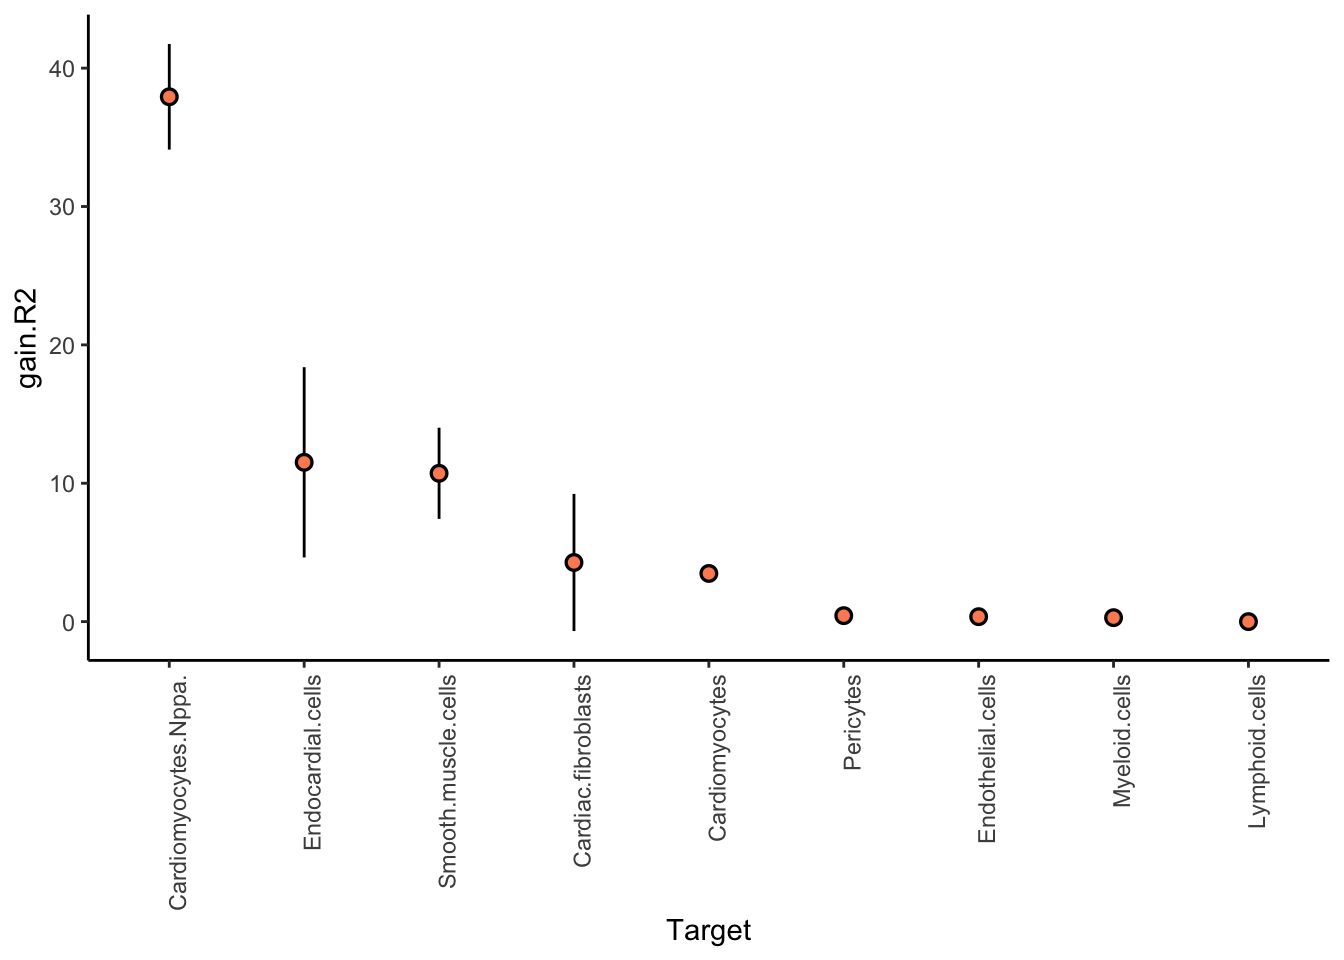 gain.R2
40
30
20
10
0
Cardiomyocytes.Nppa.
Endocardial.cells
Smooth.muscle.cells
Cardiac.fibroblasts
Cardiomyocytes
Pericytes
Endothelial.cells
Myeloid.cells
Lymphoid.cells
Target